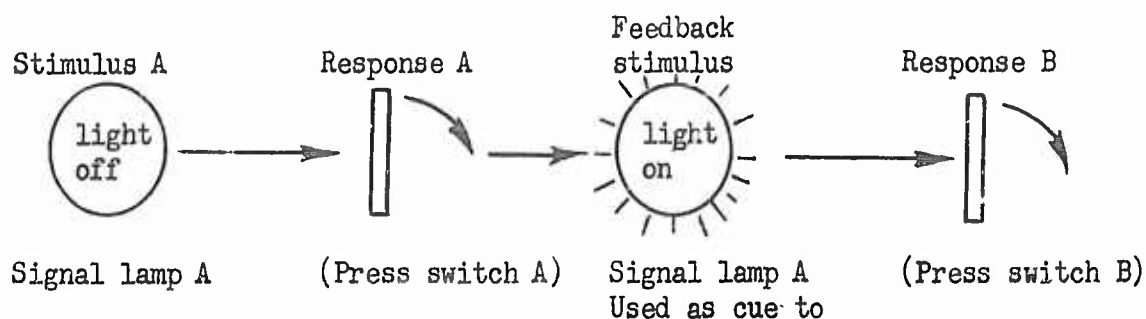 Stimulus A
light
off
Signal lamp A
Response A
(Press switch A)
Feedback
stimulus
light
on
Signal lamp A
Used as cue to
Response B
(Press switch B)